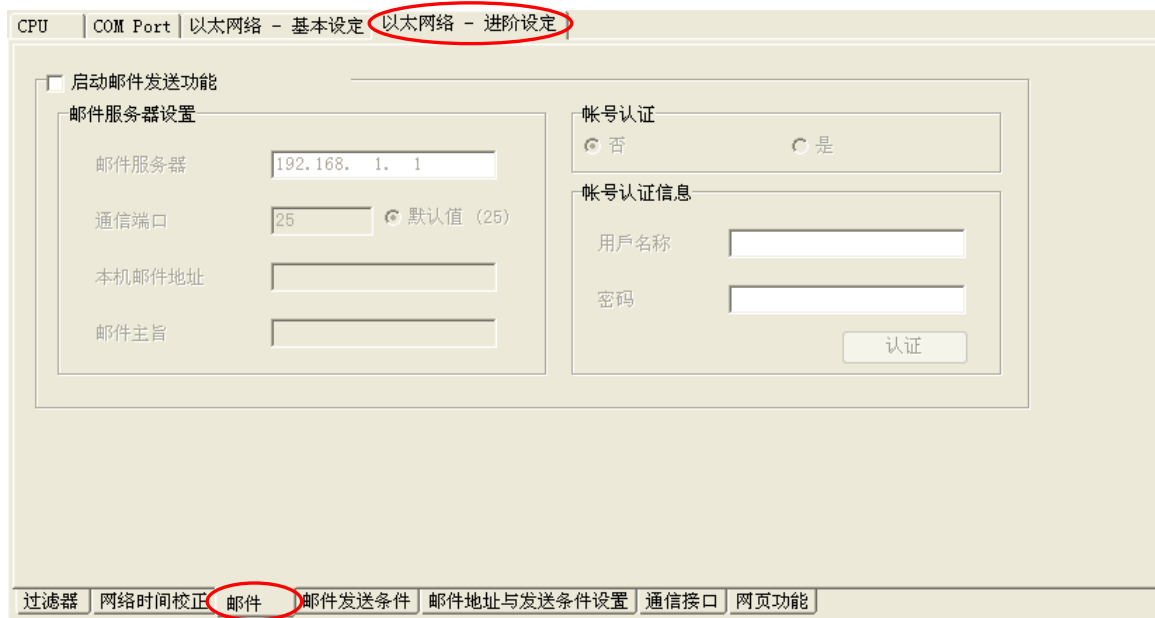 CPU COM Port 以太网络 - 基本设定 以太网络 - 进阶设定
启动邮件发送功能
邮件服务器设置
邮件服务器 192.168. 1. 1
通信端口 25 默认值 (25)
本机邮件地址
邮件主旨
帐号认证
否 是
帐号认证信息
用戶名称
密码
认证
过滤器 网络时间校正 邮件 邮件发送条件 邮件地址与发送条件设置 通信接口 网页功能